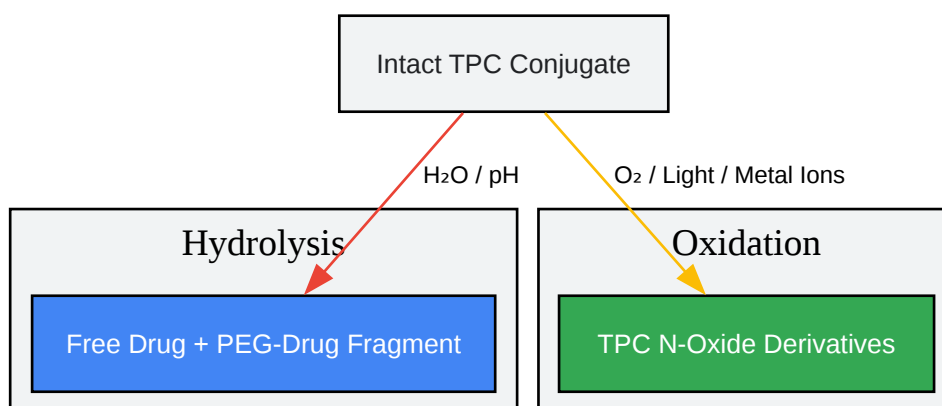 Intact TPC Conjugate
H₂O / pH
O₂ / Light / Metal Ions
Hydrolysis
Oxidation
Free Drug + PEG-Drug Fragment
TPC N-Oxide Derivatives